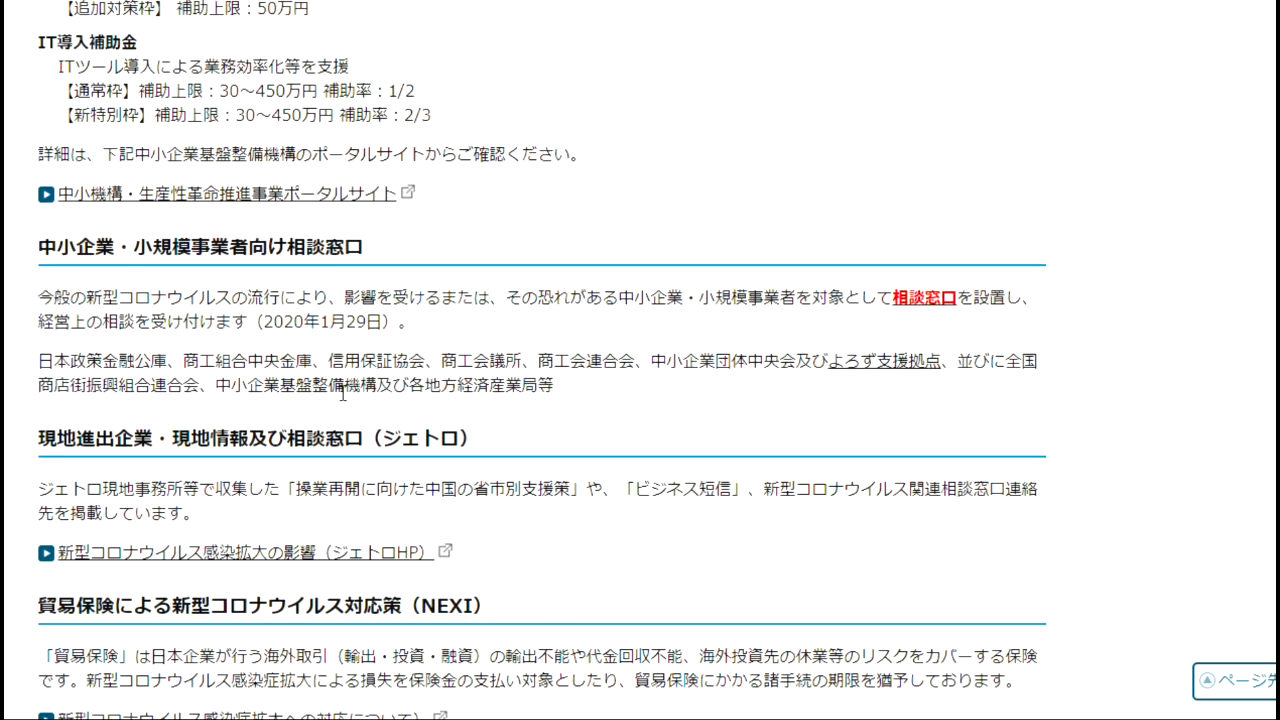 【追加対策枠】 補助上限：50万円
IT導入補助金
ITツール導入による業務効率化等を支援
【通常枠】補助上限：30～450万円 補助率：1/2
【新特別枠】補助上限：30～450万円 補助率：2/3
詳細は、下記中小企業基盤整備機構のポータルサイトからご確認ください。
中小機構・生産性革命推進事業ポータルサイト
中小企業・小規模事業者向け相談窓口
今般の新型コロナウイルスの流行により、影響を受けるまたは、その恐れがある中小企業・小規模事業者を対象として相談窓口を設置し、
経営上の相談を受け付けます（2020年1月29日）。
日本政策金融公庫、商工組合中央金庫、信用保証協会、商工会議所、商工会連合会、中小企業団体中央会及びよろず支援拠点、並びに全国
商店街振興組合連合会、中小企業基盤整備機構及び各地方経済産業局等
現地進出企業・現地情報及び相談窓口（ジェトロ）
ジェトロ現地事務所等で収集した「操業再開に向けた中国の省市別支援策」や、「ビジネス短信」、新型コロナウイルス関連相談窓口連絡
先を掲載しています。
新型コロナウイルス感染拡大の影響（ジェトロHP）
貿易保険による新型コロナウイルス対応策（NEXI）
「貿易保険」は日本企業が行う海外取引（輸出・投資・融資）の輸出不能や代金回収不能、海外投資先の休業等のリスクをカバーする保険
です。新型コロナウイルス感染症拡大による損失を保険金の支払い対象としたり、貿易保険にかかる諸手続の期限を猶予しております。
ページ先
新型コロナウイルス感染症拡大への対応について）